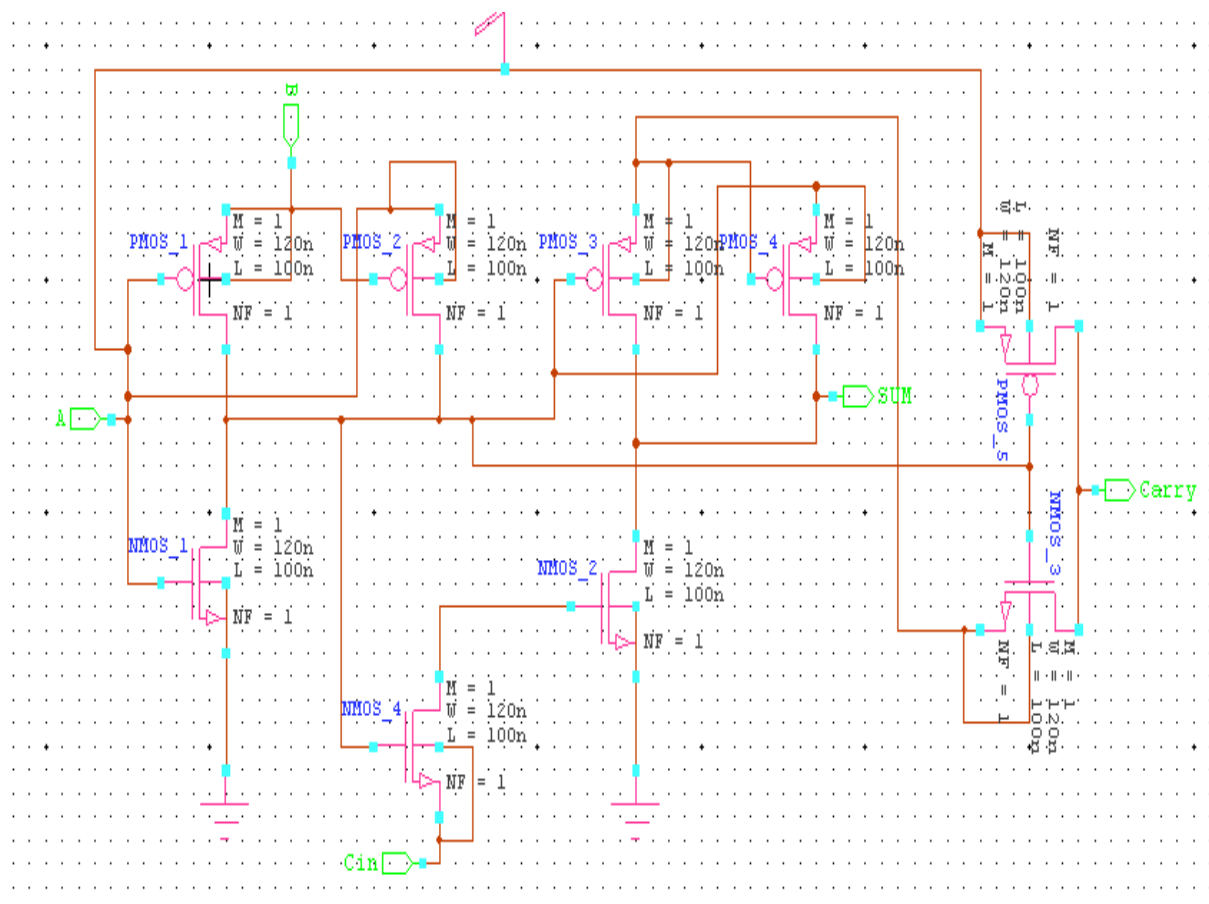 B
PMOS_1
M = 1
W = 120n
L = 100n
NF = 1
PMOS_2
M = 1
W = 120n
L = 100n
NF = 1
PMOS_3
M = 1
W = 120n
L = 100n
NF = 1
PMOS_4
M = 1
W = 120n
L = 100n
NF = 1
PMOS_5
M = 1
W = 120n
L = 100n
NF = 1
A
SUM
Carry
NMOS_1
M = 1
W = 120n
L = 100n
NF = 1
NMOS_2
M = 1
W = 120n
L = 100n
NF = 1
NMOS_3
M = 1
W = 120n
L = 100n
NF = 1
NMOS_4
M = 1
W = 120n
L = 100n
NF = 1
Cin